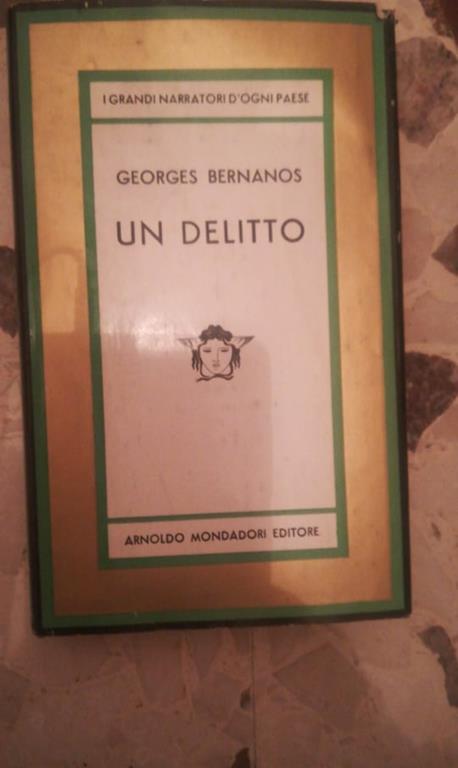 I GRANDI NARRATORI D'OGNI PAESE
GEORGES BERNANOS
UN DELITTO
ARNOLDO MONDADORI EDITORE